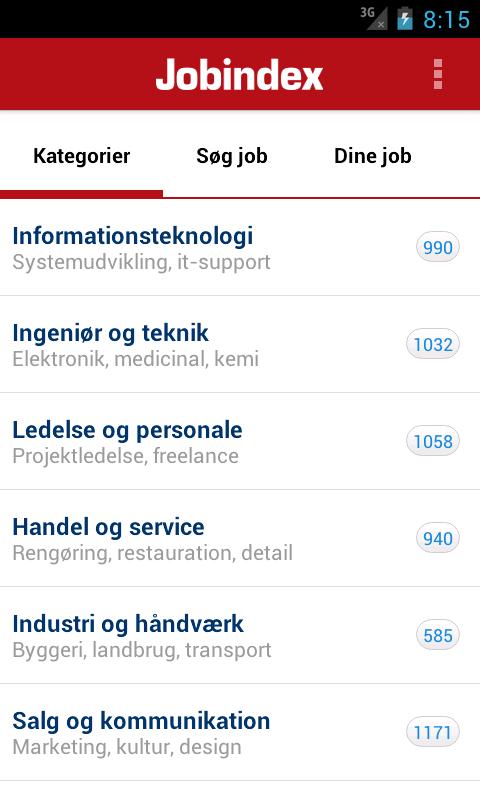 3G 8:15
Jobindex
Kategorier Søg job Dine job
Informationsteknologi
Systemudvikling, it-support
990
Ingeniør og teknik
Elektronik, medicinal, kemi
1032
Ledelse og personale
Projektledelse, freelance
1058
Handel og service
Rengøring, restauration, detail
940
Industri og håndværk
Byggeri, landbrug, transport
585
Salg og kommunikation
Marketing, kultur, design
1171